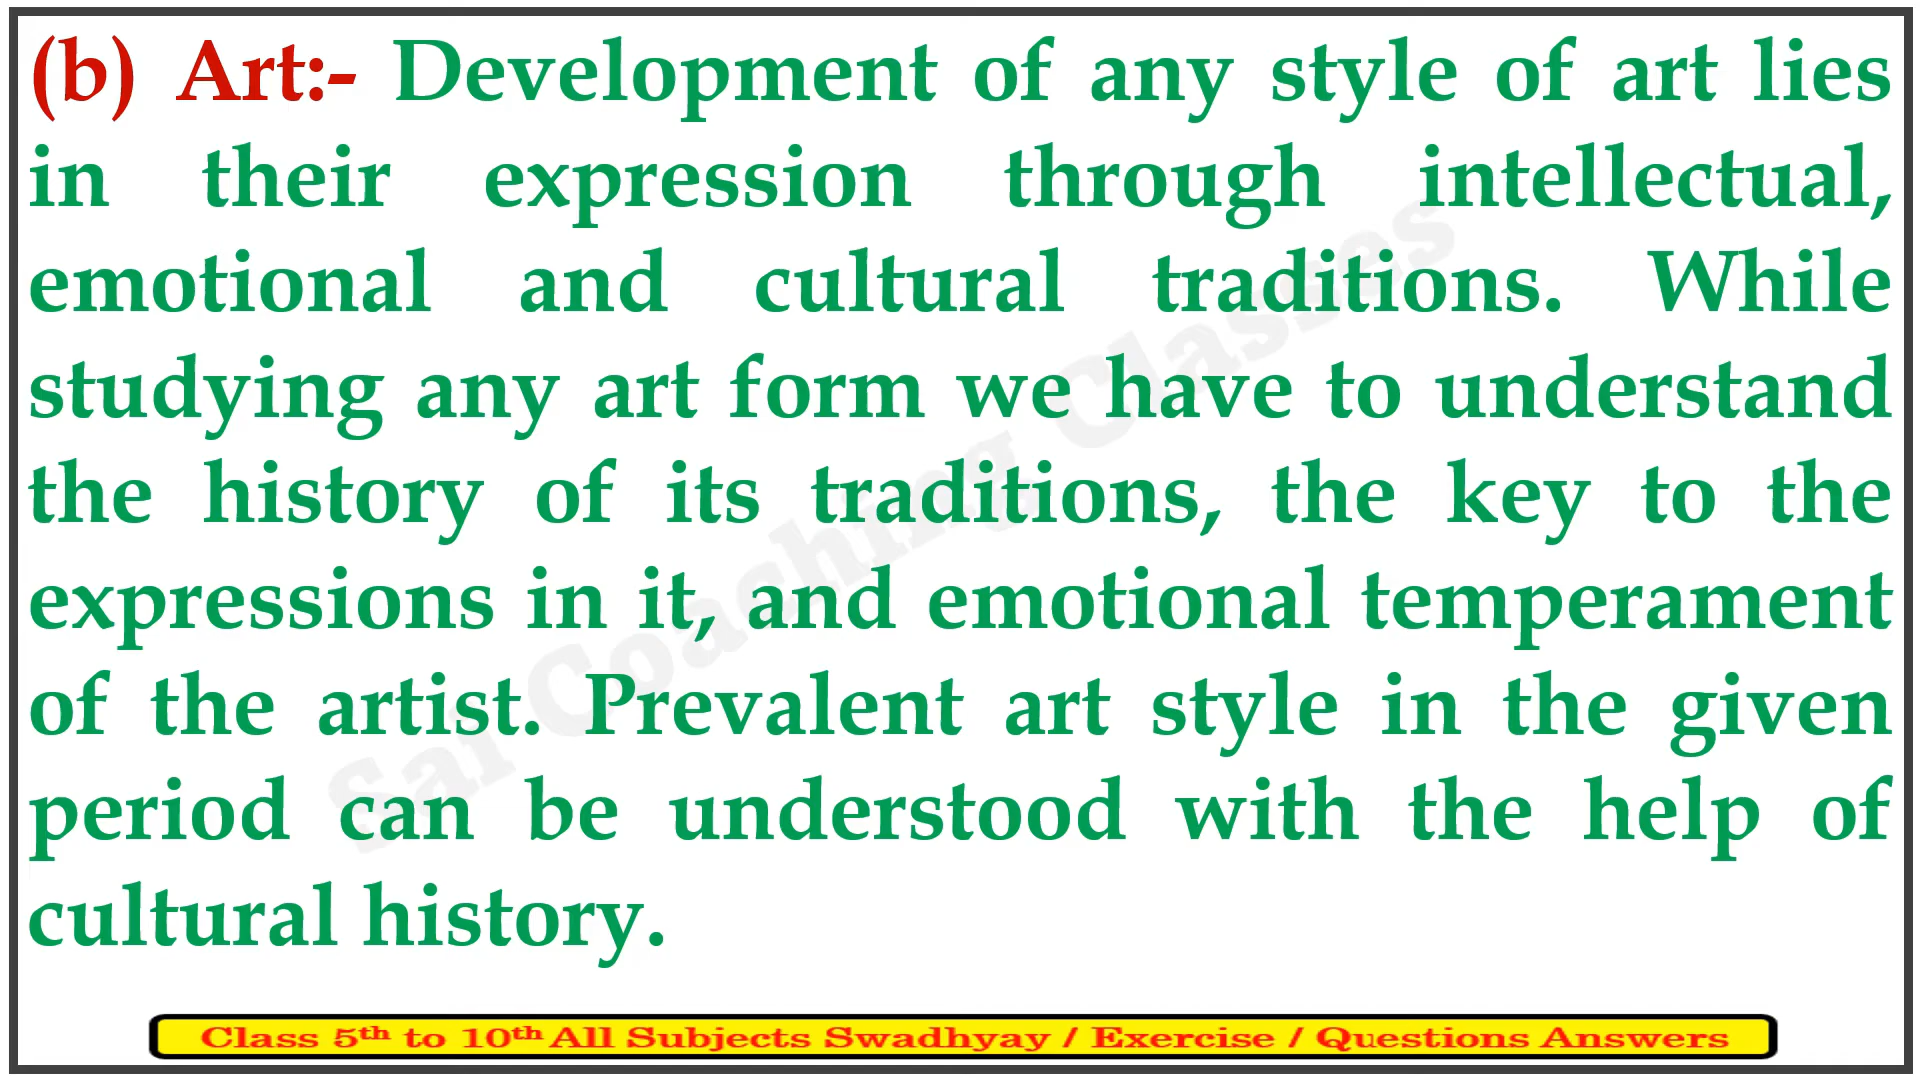 (b) Art:- Development of any style of art lies
in their expression through intellectual,
emotional and cultural traditions. While
studying any art form we have to understand
the history of its traditions, the key to the
expressions in it, and emotional temperament
of the artist. Prevalent art style in the given
period can be understood with the help of
cultural history.
Sai Coaching Classes
Class 5th to 10th All Subjects Swadhyay / Exercise / Questions Answers